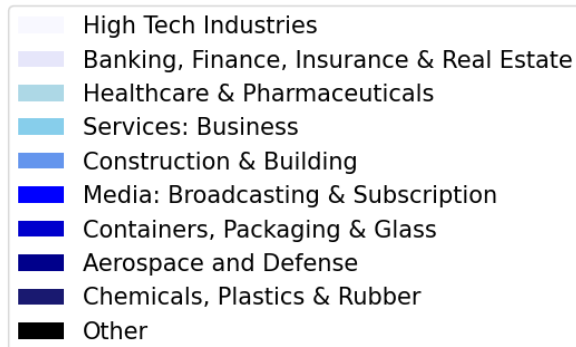 High Tech Industries
Banking, Finance, Insurance & Real Estate
Healthcare & Pharmaceuticals
Services: Business
Construction & Building
Media: Broadcasting & Subscription
Containers, Packaging & Glass
Aerospace and Defense
Chemicals, Plastics & Rubber
Other